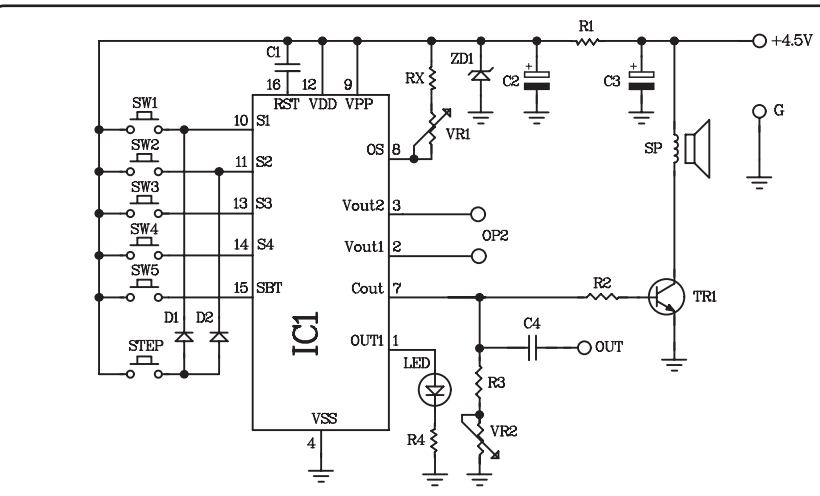 R1
+4.5V
C1
ZD1
16 12 9
RX
+
C2
+
C3
RST VDD VPP
SW1
10 S1
VR1
G
SW2
11 S2
OS 8
SP
SW3
13 S3
Vout2 3
SW4
OP2
14 S4
Vout1 2
SW5
15 SBT
Cout 7
R2
TR1
D1 D2
IC1
C4
OUT1 1
OUT
STEP
LED
R3
VSS
R4
VR2
4